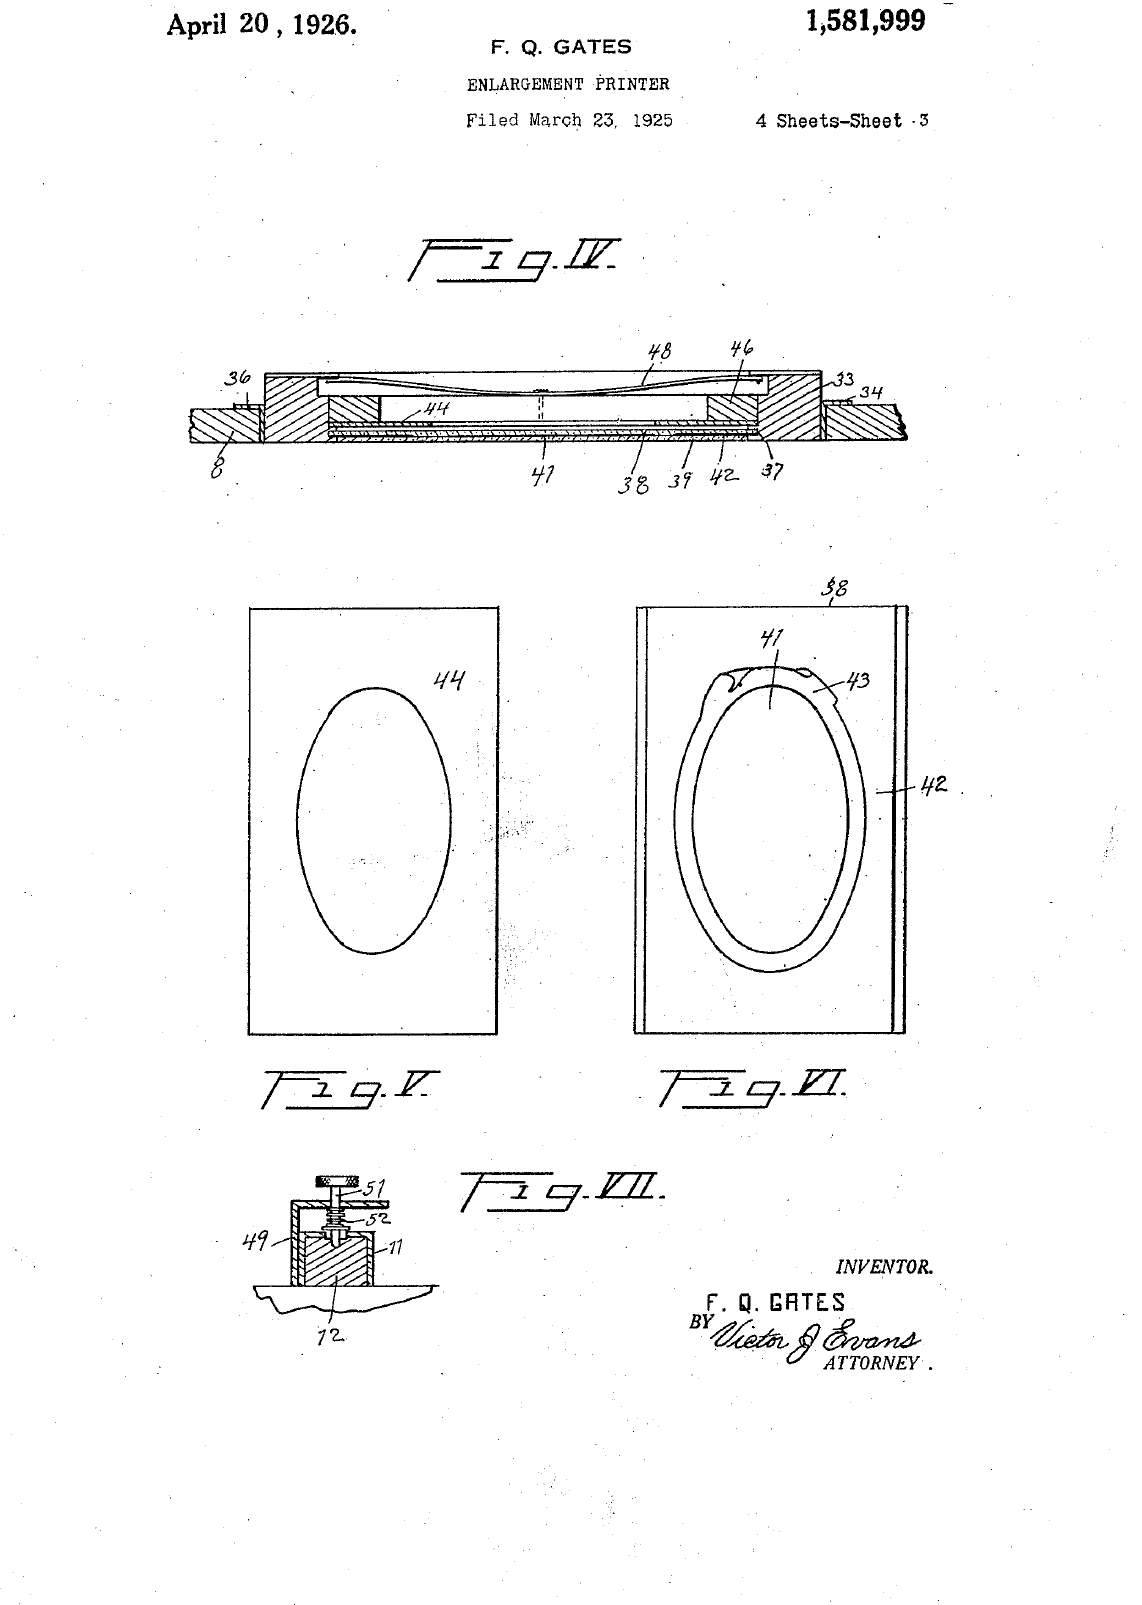 April 20, 1926.
1,581,999
F. Q. GATES
ENLARGEMENT PRINTER
Filed March 23, 1925
4 Sheets-Sheet 3
Fig. IV.
48
46
36
33
34
44
8
41
38
39
42
37
38
41
44
43
42
Fig. V.
Fig. VI.
Fig. VII.
51
52
49
11
12
INVENTOR.
F. Q. GATES
BY Victor J Evans
ATTORNEY.